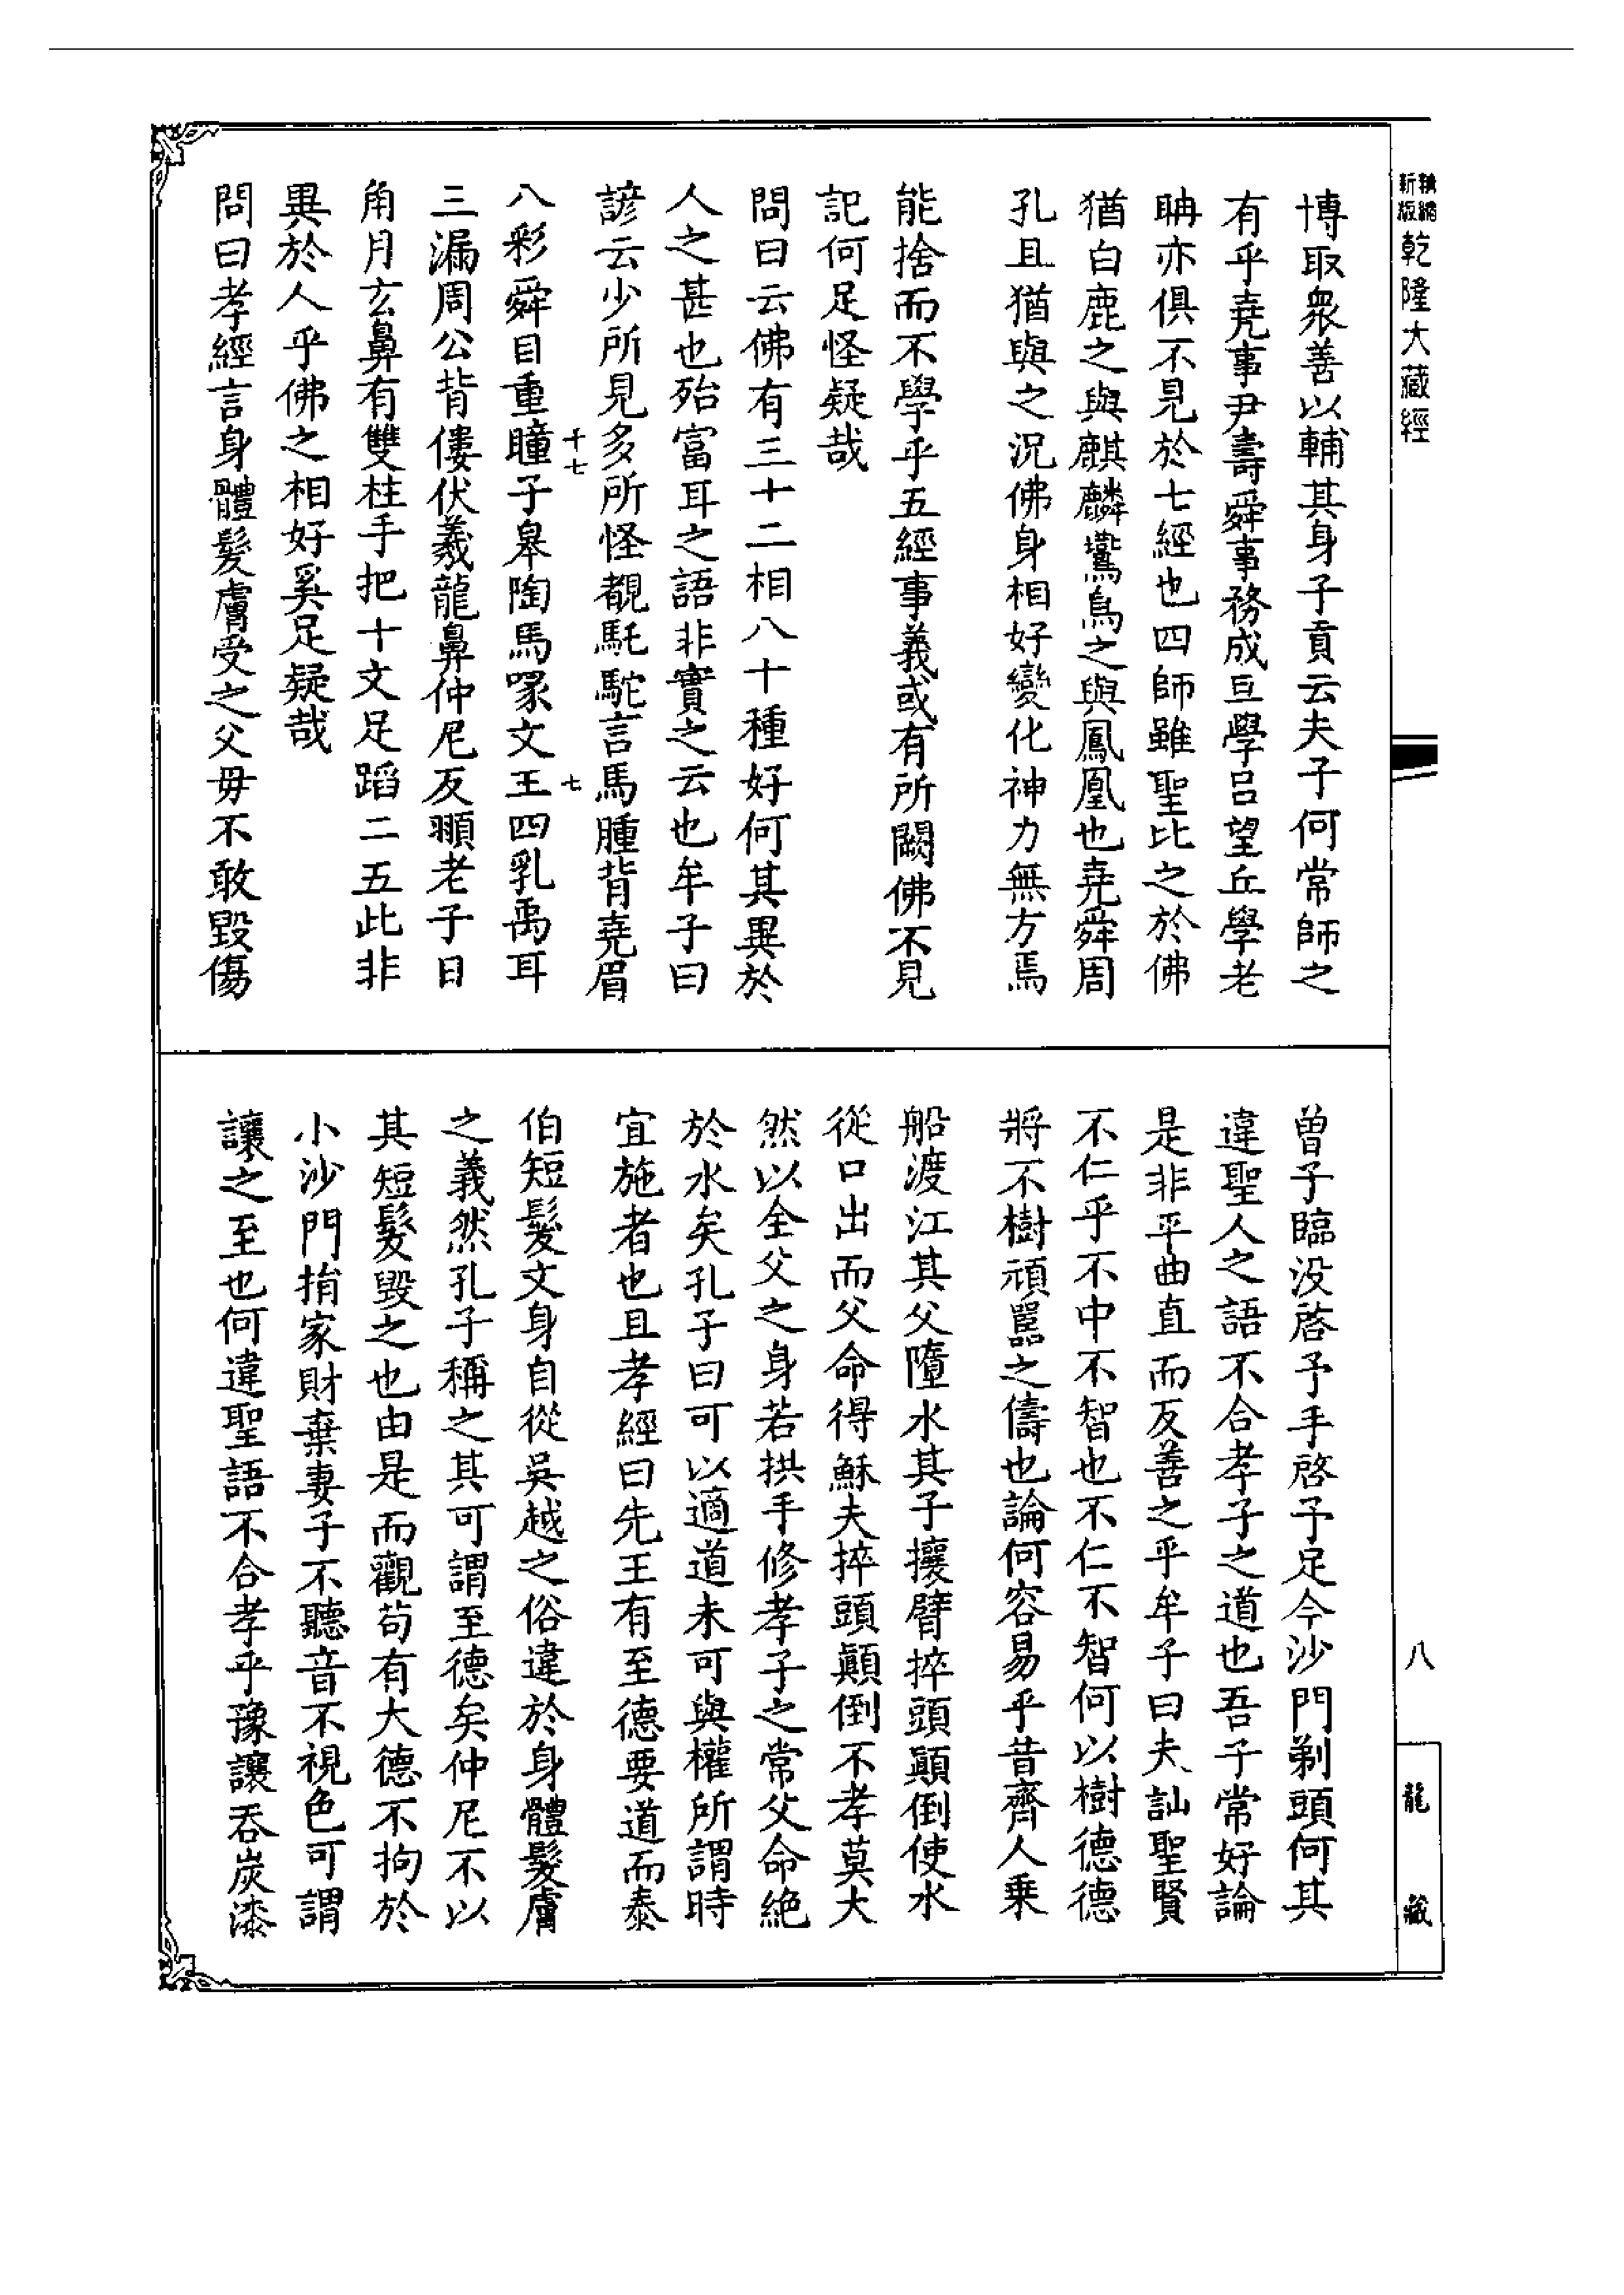 精縮
新版
乾隆大藏經
博取衆善以輔其身子貢云夫子何常師之
有乎堯事尹壽舜事務成旦學呂望丘學老
聃亦俱不見於七經也四師雖聖比之於佛
猶白鹿之與麒麟鷰鳥之與鳳凰也堯舜周
孔且猶與之況佛身相好變化神力無方焉
能捨而不學乎五經事義或有所闕佛不見
記何足怪疑哉
問曰云佛有三十二相八十種好何其異於
人之甚也殆富耳之語非實之云也牟子曰
諺云少所見多所怪覩馲駝言馬腫背堯眉
千七
七
八彩舜目重瞳子皋陶馬喙文王四乳禹耳
三漏周公背僂伏羲龍鼻仲尼反頨老子日
角月玄鼻有雙柱手把十文足蹈二五此非
異於人乎佛之相好奚足疑哉
問曰孝經言身體髮膚受之父毋不敢毀傷
曾子臨没啓予手啓予足今沙門剃頭何其
違聖人之語不合孝子之道也吾子常好論
是非平曲直而反善之乎牟子曰夫訕聖賢
不仁乎不中不智也不仁不智何以樹德德
將不樹頑嚚之儔也論何容易乎昔齊人乗
船渡江其父墮水其子攘臂捽頭顛倒使水
從口出而父命得穌夫捽頭顛倒不孝莫大
然以全父之身若拱手修孝子之常父命絶
於水矣孔子曰可以適道未可與權所謂時
宜施者也且孝經曰先王有至德要道而泰
伯短髮文身自從吳越之俗違於身體髮膚
之義然孔子稱之其可謂至德矣仲尼不以
其短髮毀之也由是而觀苟有大德不拘於
小沙門捐家財棄妻子不聽音不視色可謂
讓之至也何違聖語不合孝乎豫讓吞炭漆
八
龍藏